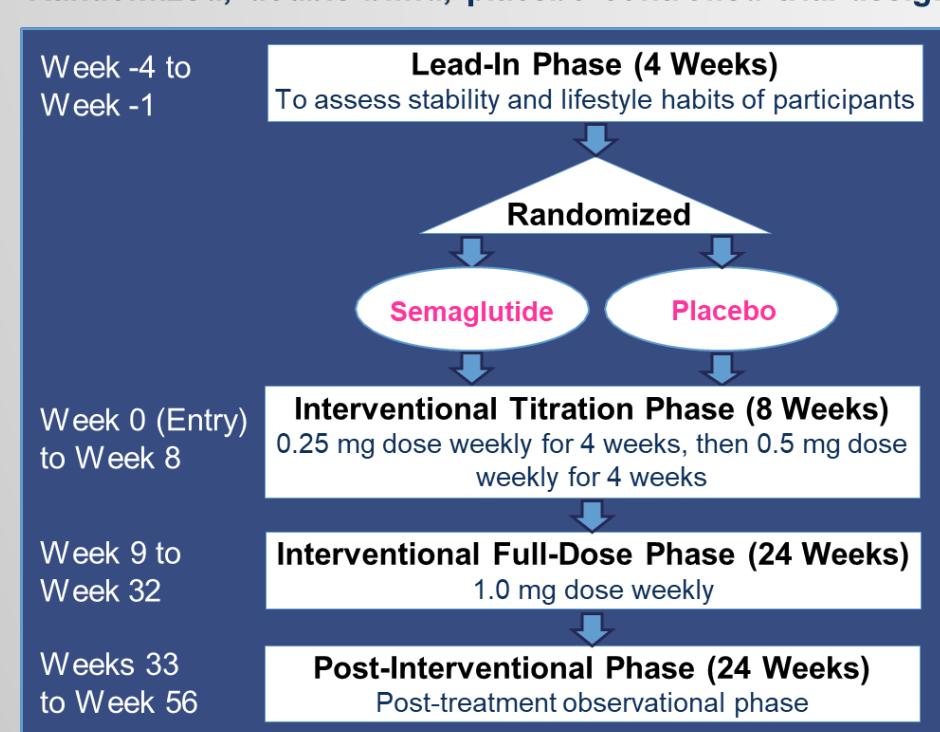 Week -4 to
Week -1
Lead-In Phase (4 Weeks)
To assess stability and lifestyle habits of participants
Randomized
Semaglutide
Placebo
Week 0 (Entry)
to Week 8
Interventional Titration Phase (8 Weeks)
0.25 mg dose weekly for 4 weeks, then 0.5 mg dose
weekly for 4 weeks
Week 9 to
Week 32
Interventional Full-Dose Phase (24 Weeks)
1.0 mg dose weekly
Weeks 33
to Week 56
Post-Interventional Phase (24 Weeks)
Post-treatment observational phase